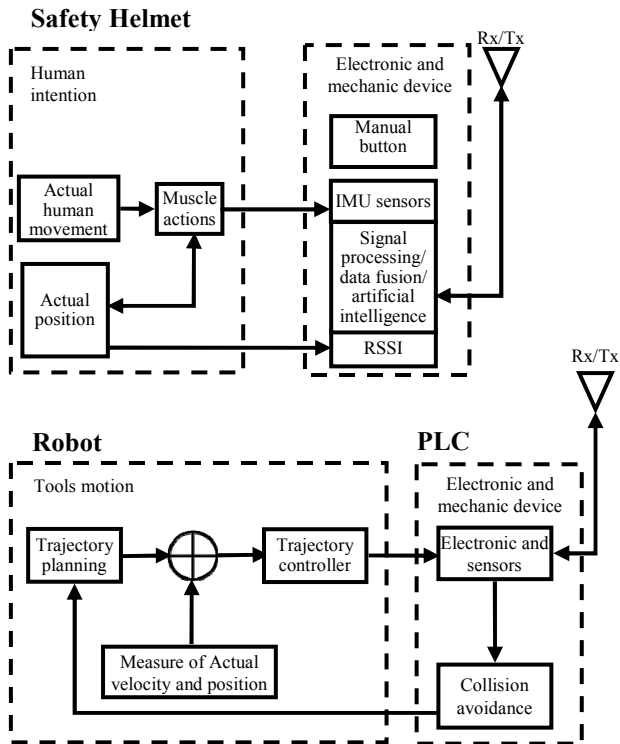 Safety Helmet
Human
intention
Electronic and
mechanic device
Rx/Tx
Manual
button
Actual
human
movement
Muscle
actions
IMU sensors
Signal
processing/
data fusion/
artificial
intelligence
Actual
position
RSSI
Rx/Tx
Robot
PLC
Tools motion
Electronic and
mechanic device
Trajectory
planning
Trajectory
controller
Electronic and
sensors
Measure of Actual
velocity and position
Collision
avoidance